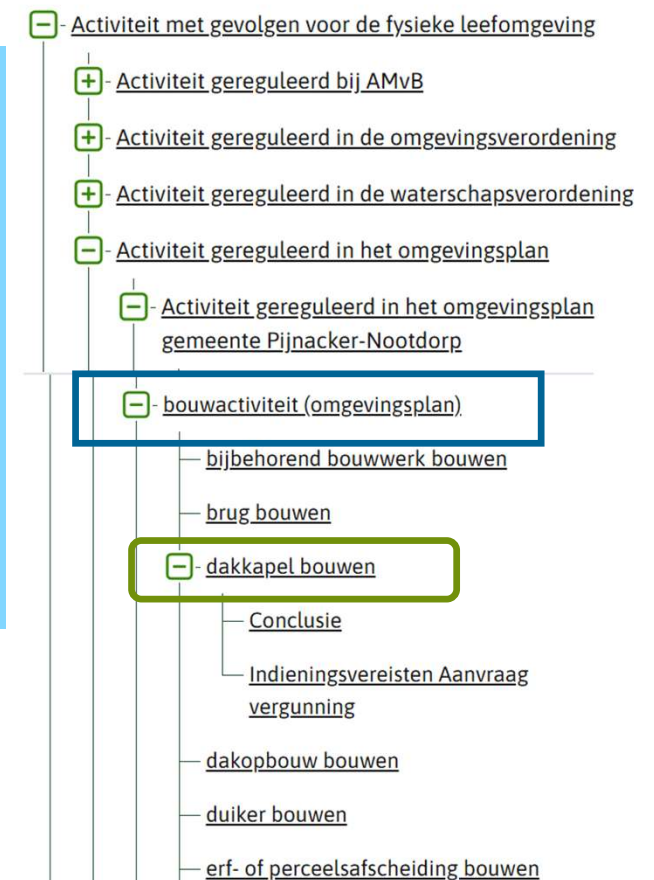 Activiteit met gevolgen voor de fysieke leefomgeving
Activiteit gereguleerd bij AMvB
Activiteit gereguleerd in de omgevingsverordening
Activiteit gereguleerd in de waterschapsverordening
Activiteit gereguleerd in het omgevingsplan
Activiteit gereguleerd in het omgevingsplan
gemeente Pijnacker-Nootdorp
bouwactiviteit (omgevingsplan)
bijbehorend bouwwerk bouwen
brug bouwen
dakkapel bouwen
Conclusie
Indieningsvereisten Aanvraag
vergunning
dakopbouw bouwen
duiker bouwen
erf- of perceelsafscheiding bouwen